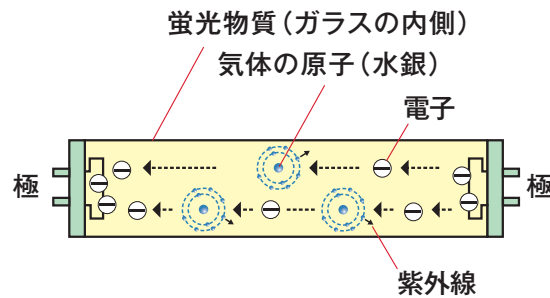 蛍光物質（ガラスの内側）
気体の原子（水銀）
電子
極
極
紫外線